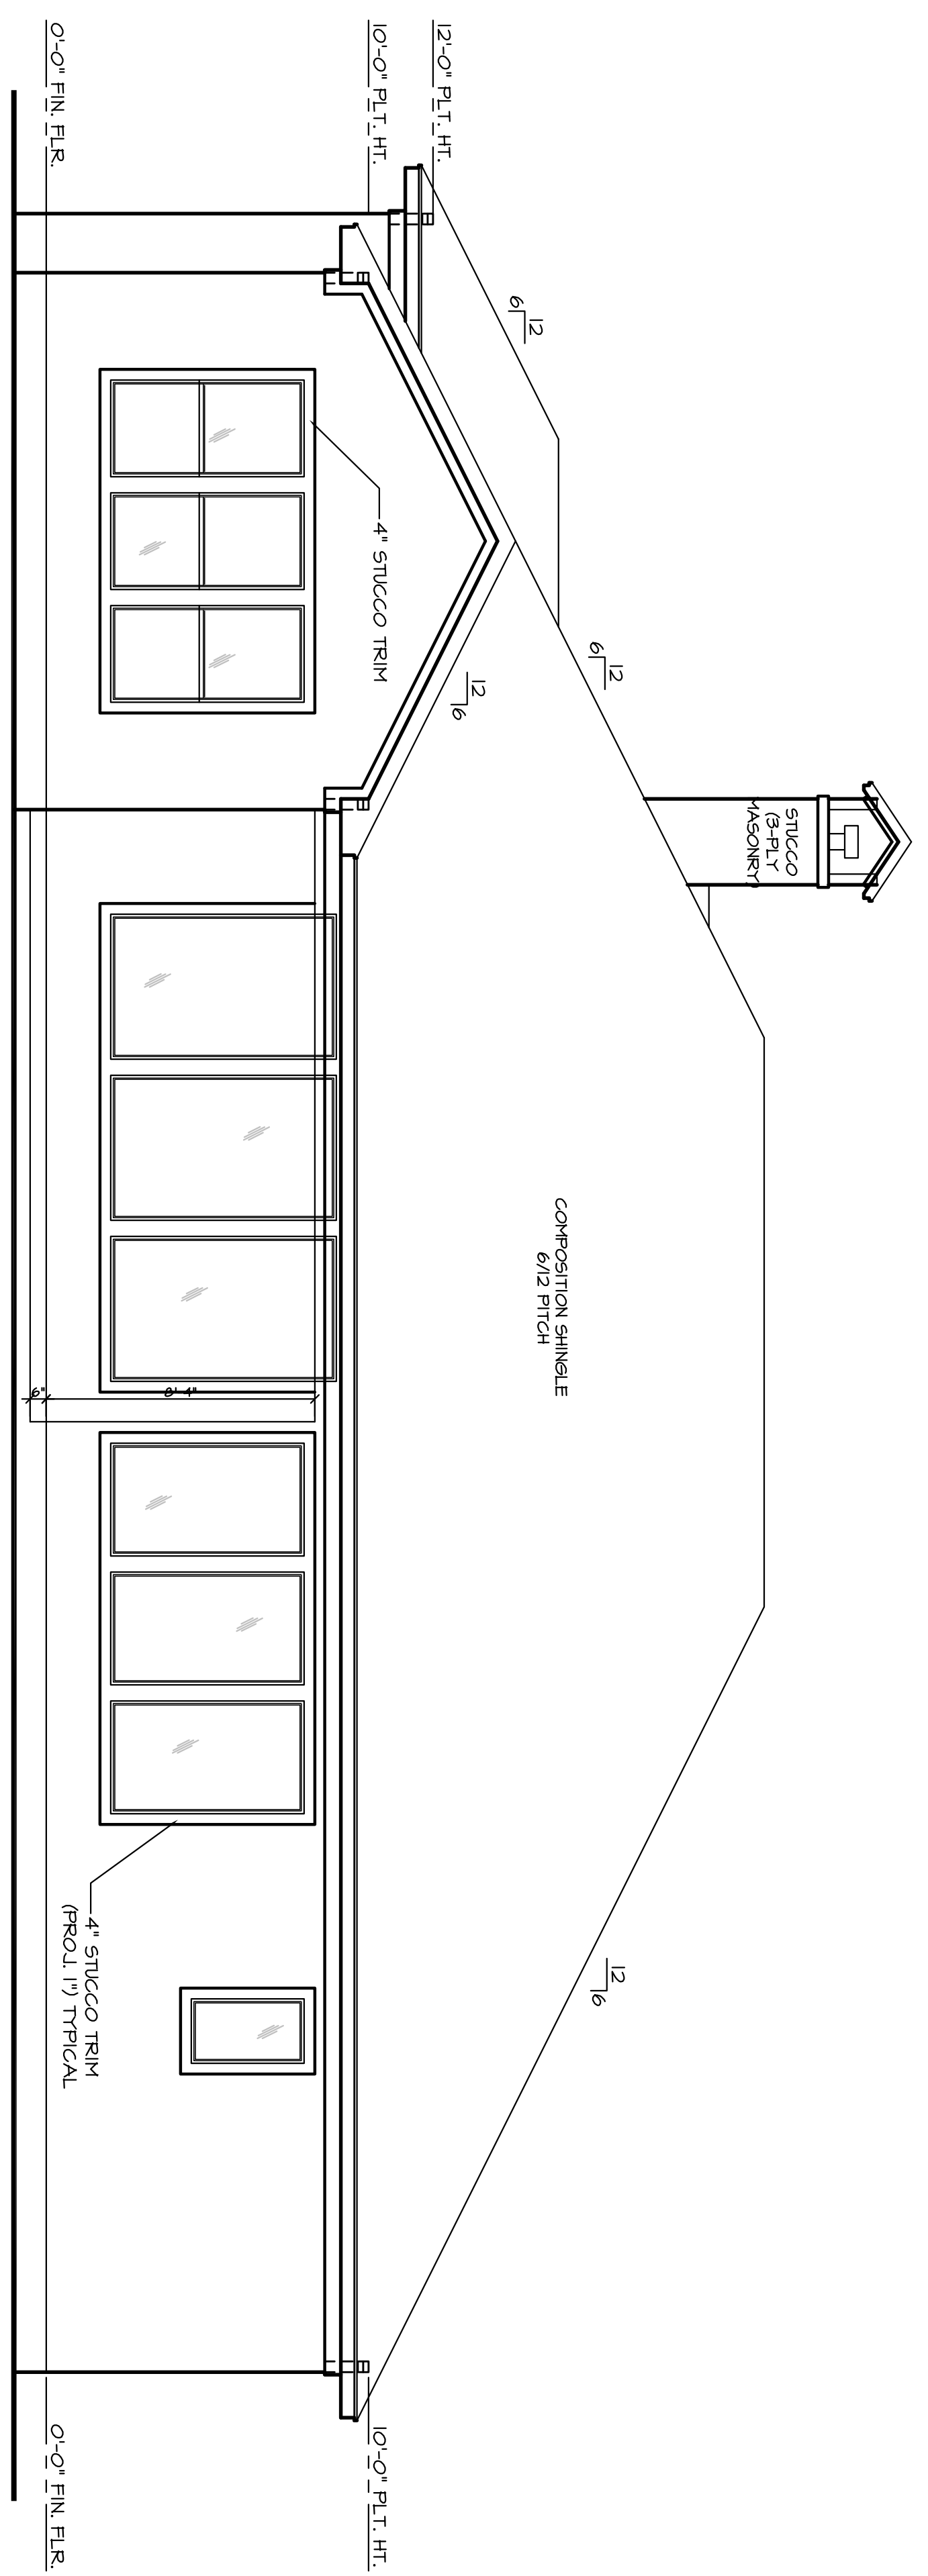 STUCCO
(3-PLY
MASONRY)
12
6
12
6
12
6
12
6
COMPOSITION SHINGLE
6/12 PITCH
12'-0" PLT. HT.
10'-0" PLT. HT.
4" STUCCO TRIM
10'-0" PLT. HT.
8'-4"
6"
4" STUCCO TRIM
(PROJ. 1") TYPICAL
0'-0" FIN. FLR.
0'-0" FIN. FLR.